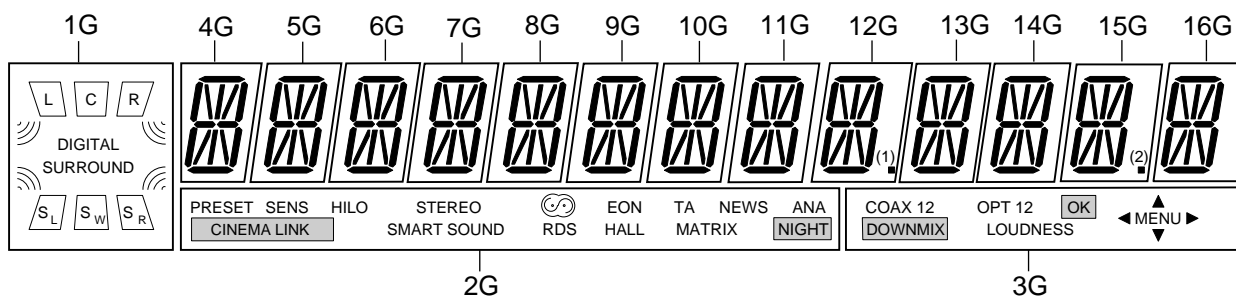 1G 4G 5G 6G 7G 8G 9G 10G 11G 12G 13G 14G 15G 16G
L C R
DIGITAL
SURROUND
SL SW SR
(1) (2)
PRESET SENS HILO STEREO EON TA NEWS ANA COAX 12 OPT 12 OK
CINEMA LINK SMART SOUND RDS HALL MATRIX NIGHT DOWNMIX LOUDNESS ◀MENU▶
2G 3G